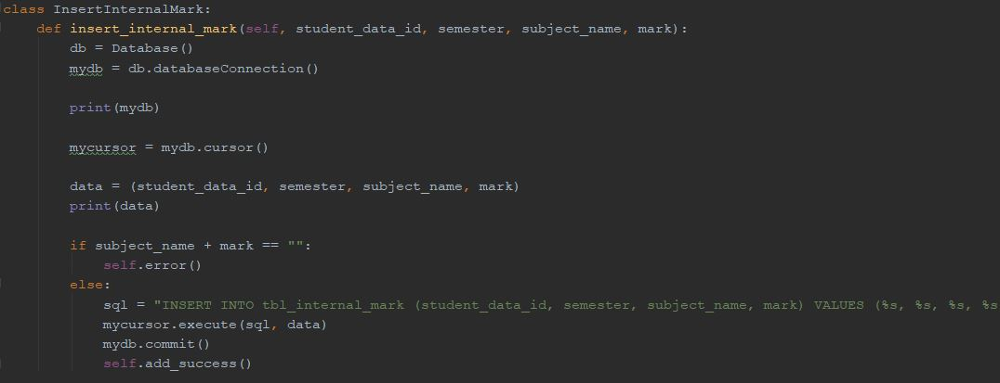 class InsertInternalMark:
    def insert_internal_mark(self, student_data_id, semester, subject_name, mark):
        db = Database()
        mydb = db.databaseConnection()
        print(mydb)
        mycursor = mydb.cursor()
        data = (student_data_id, semester, subject_name, mark)
        print(data)
        if subject_name + mark == "":
            self.error()
        else:
            sql = "INSERT INTO tbl_internal_mark (student_data_id, semester, subject_name, mark) VALUES (%s, %s, %s, %s
            mycursor.execute(sql, data)
            mydb.commit()
            self.add_success()